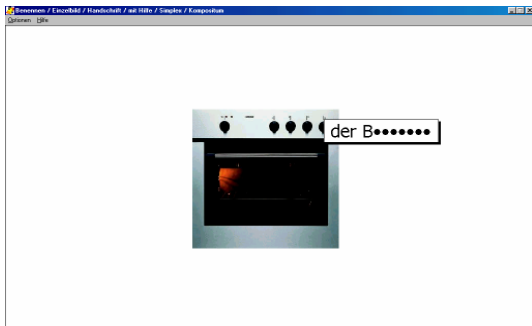 Benennen / Einzelbild / Handschrift / mit Hilfe / Simplex / Kompositum
Optionen Hilfe
der B●●●●●●●